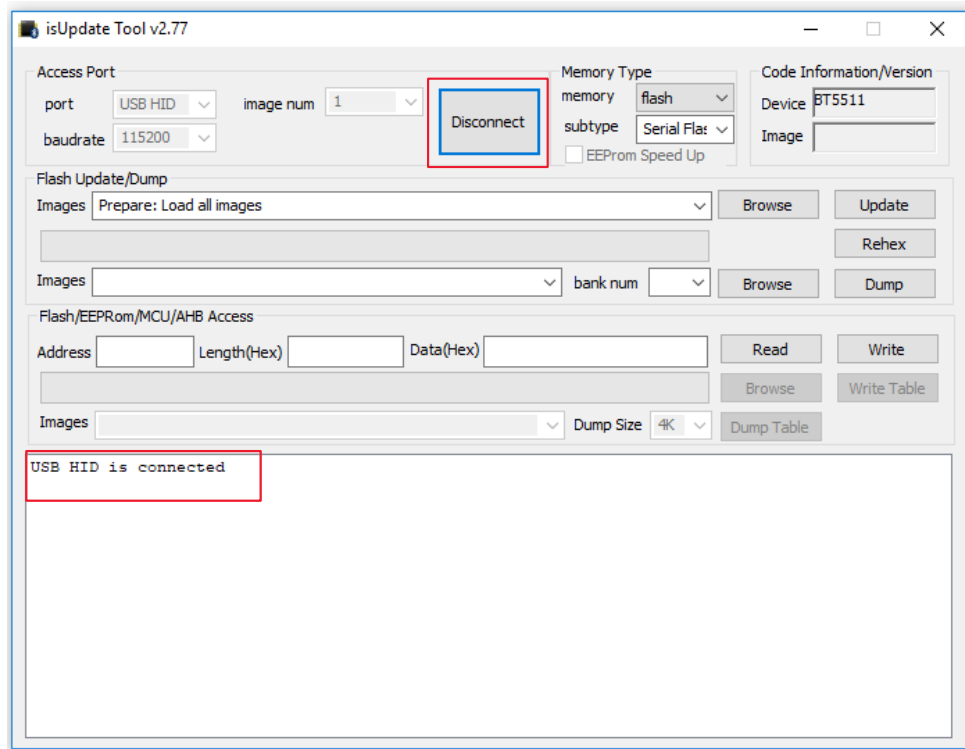 isUpdate Tool v2.77
Access Port
port USB HID image num 1
baudrate 115200
Disconnect
Memory Type
memory flash
subtype Serial Flas
EEProm Speed Up
Code Information/Version
Device BT5511
Image
Flash Update/Dump
Images Prepare: Load all images Browse Update
Rehex
Images bank num Browse Dump
Flash/EEPRom/MCU/AHB Access
Address Length(Hex) Data(Hex) Read Write
Browse Write Table
Images Dump Size 4K Dump Table
USB HID is connected